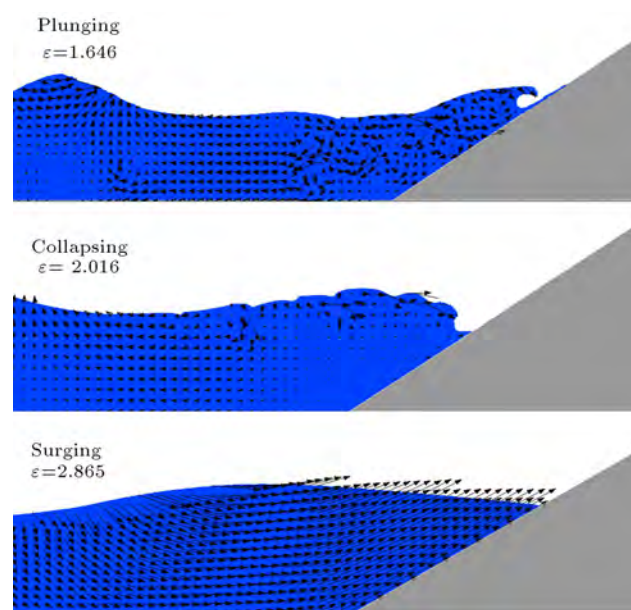 Plunging
ε=1.646
Collapsing
ε= 2.016
Surging
ε=2.865